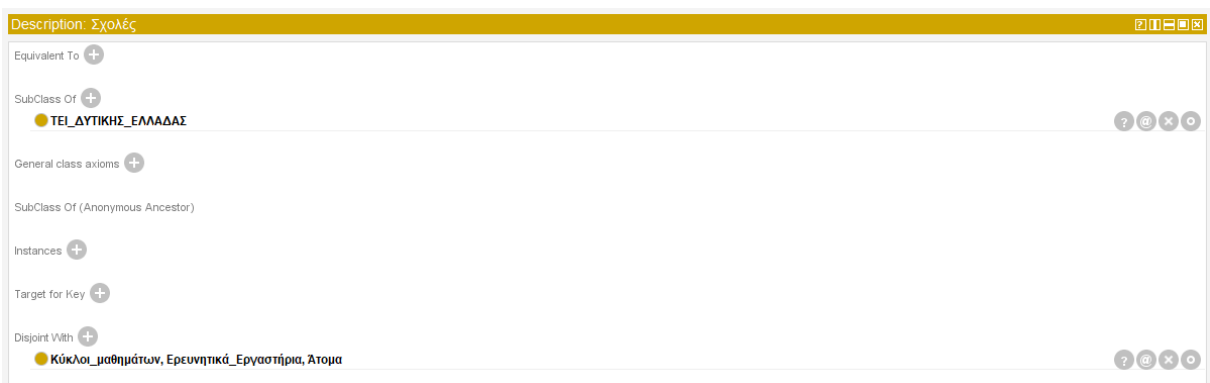 Description: Σχολές
Equivalent To
SubClass Of
ΤΕΙ_ΔΥΤΙΚΗΣ_ΕΛΛΑΔΑΣ
General class axioms
SubClass Of (Anonymous Ancestor)
Instances
Target for Key
Disjoint With
Κύκλοι_μαθημάτων, Ερευνητικά_Εργαστήρια, Άτομα